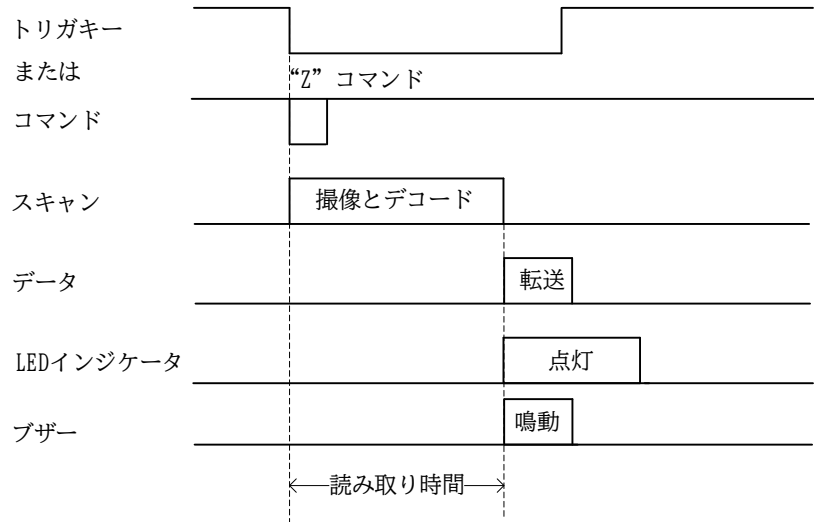 トリガキー
または
“Z” コマンド
コマンド
スキャン
撮像とデコード
データ
転送
LEDインジケータ
点灯
ブザー
鳴動
読み取り時間